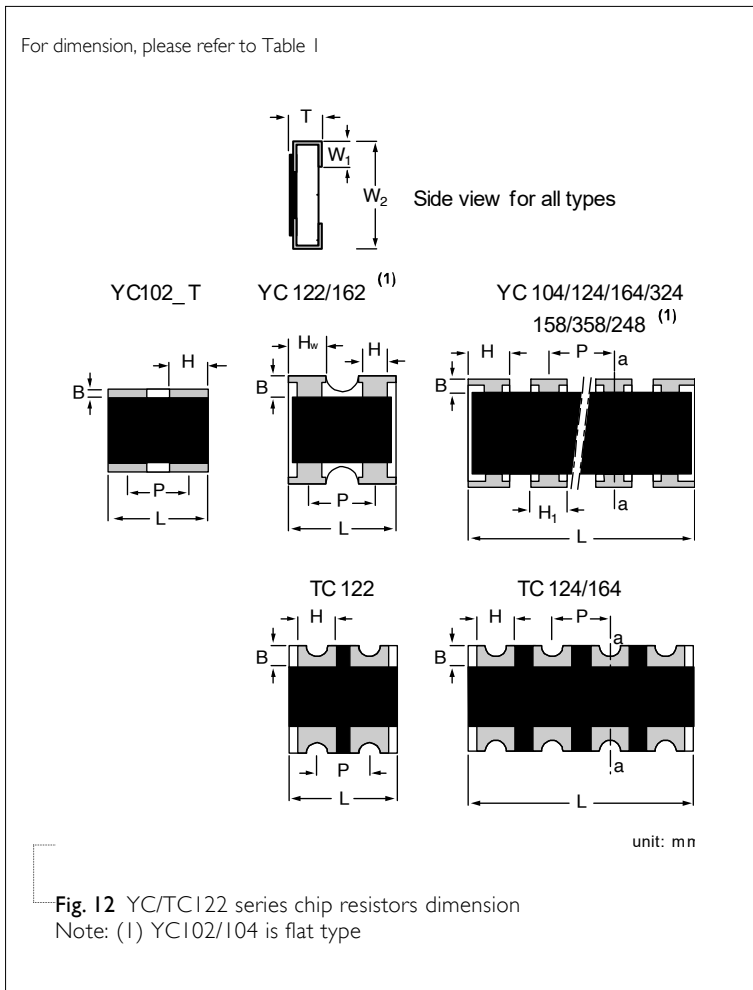 For dimension, please refer to Table 1
T
W1
W2
Side view for all types
YC102_T
YC 122/162 (1)
YC 104/124/164/324
158/358/248 (1)
H
B
P
L
Hw
H
B
P
L
H
P
a
B
H1
a
L
TC 122
TC 124/164
H
B
P
L
H
P
a
B
a
L
unit: mm
Fig. 12 YC/TC122 series chip resistors dimension
Note: (1) YC102/104 is flat type